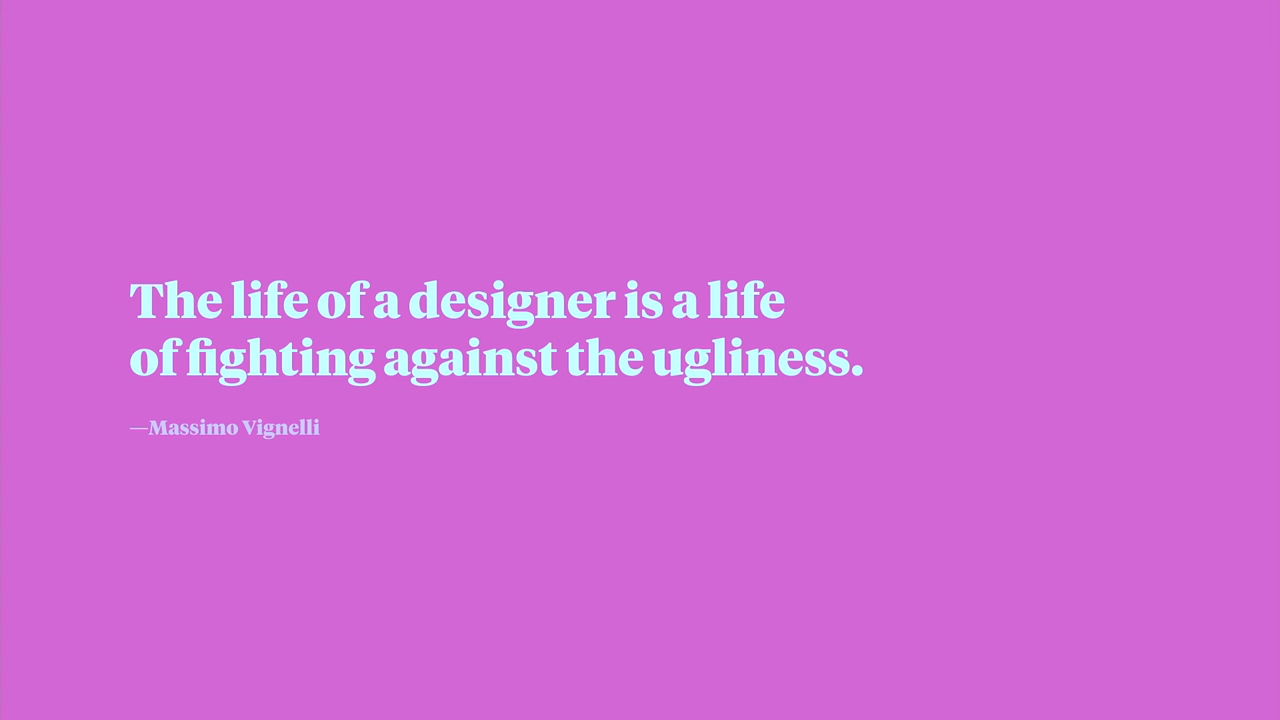 The life of a designer is a life
of fighting against the ugliness.
—Massimo Vignelli